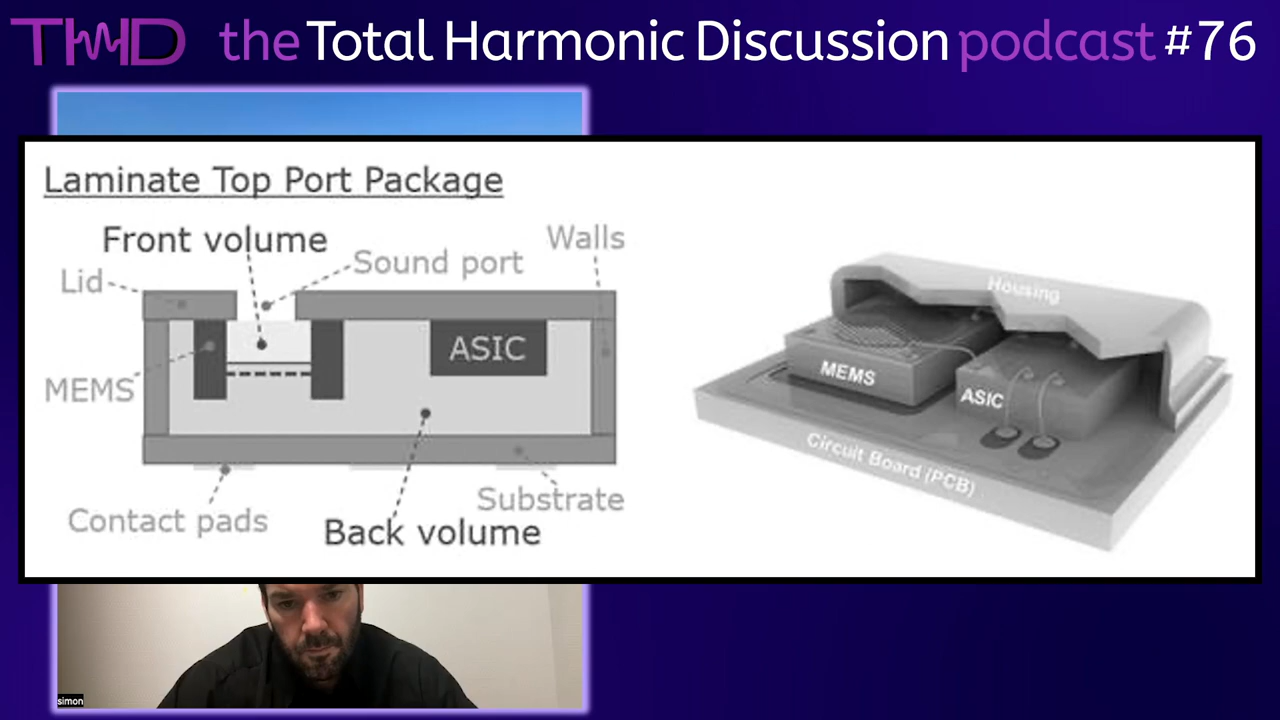 THD the Total Harmonic Discussion podcast #76
Laminate Top Port Package
Front volume
Walls
Sound port
Lid
ASIC
MEMS
Contact pads
Substrate
Back volume
Housing
MEMS
ASIC
Circuit Board (PCB)
simon